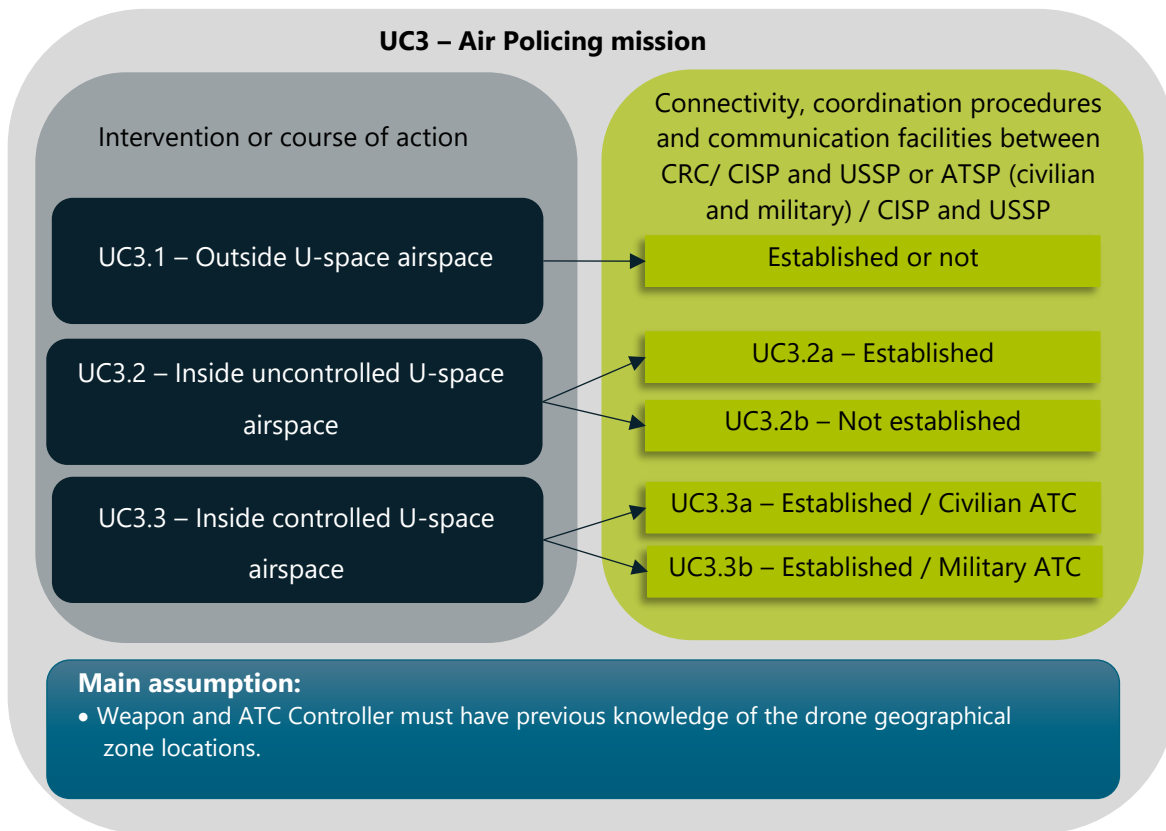 UC3 – Air Policing mission
Intervention or course of action
Connectivity, coordination procedures
and communication facilities between
CRC/ CISP and USSP or ATSP (civilian
and military) / CISP and USSP
UC3.1 – Outside U-space airspace
Established or not
UC3.2 – Inside uncontrolled U-space
airspace
UC3.2a – Established
UC3.2b – Not established
UC3.3 – Inside controlled U-space
airspace
UC3.3a – Established / Civilian ATC
UC3.3b – Established / Military ATC
Main assumption:
• Weapon and ATC Controller must have previous knowledge of the drone geographical
zone locations.